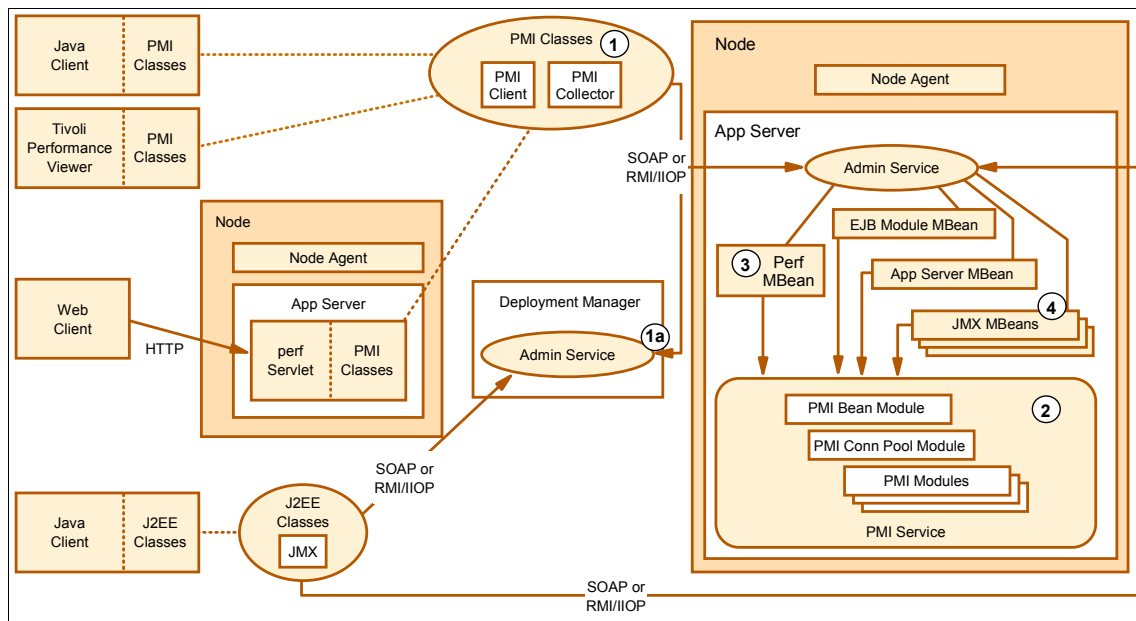 Java
Client
PMI
Classes
Tivoli
Performance
Viewer
PMI
Classes
PMI Classes
1
PMI
Client
PMI
Collector
SOAP or
RMI/IIOP
Node
Node Agent
App Server
Admin Service
EJB Module MBean
3
Perf
MBean
App Server MBean
4
JMX MBeans
2
PMI Bean Module
PMI Conn Pool Module
PMI Modules
PMI Service
Node
Node Agent
App Server
perf
Servlet
PMI
Classes
Web
Client
HTTP
Deployment Manager
1a
Admin Service
SOAP or
RMI/IIOP
Java
Client
J2EE
Classes
J2EE
Classes
JMX
SOAP or
RMI/IIOP